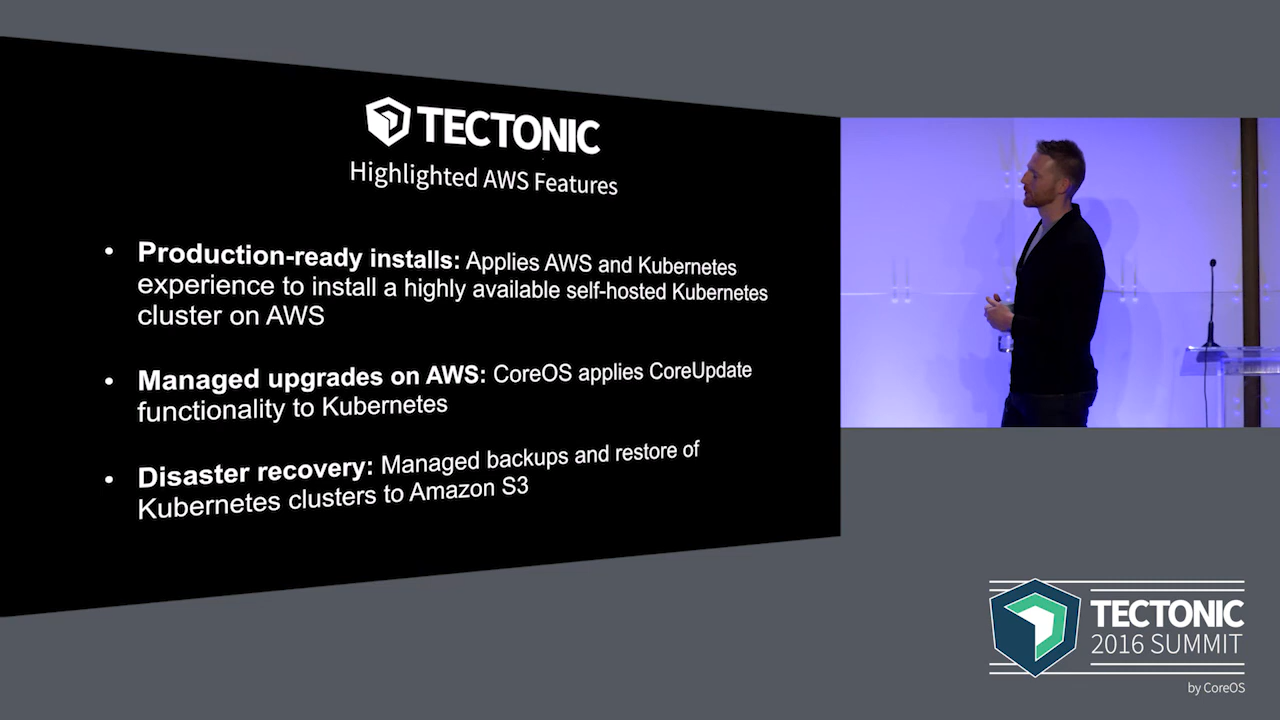 TECTONIC
Highlighted AWS Features
• Production-ready installs: Applies AWS and Kubernetes
experience to install a highly available self-hosted Kubernetes
cluster on AWS
• Managed upgrades on AWS: CoreOS applies CoreUpdate
functionality to Kubernetes
• Disaster recovery: Managed backups and restore of
Kubernetes clusters to Amazon S3
TECTONIC
2016 SUMMIT
by CoreOS